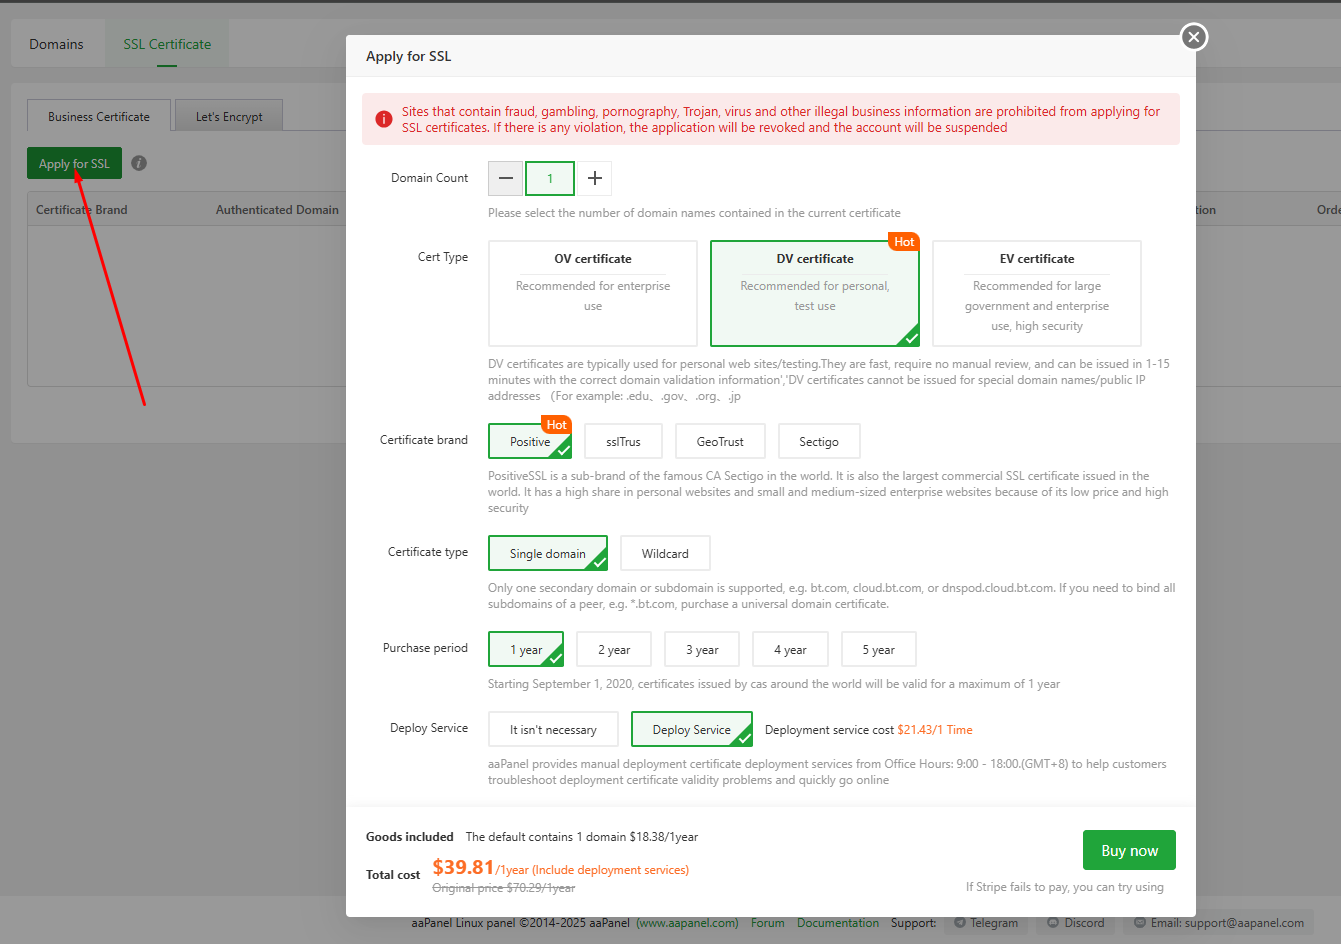 Domains
SSL Certificate
Business Certificate
Let's Encrypt
Apply for SSL
Certificate Brand
Authenticated Domain
tion
Orde
Apply for SSL
Sites that contain fraud, gambling, pornography, Trojan, virus and other illegal business information are prohibited from applying for
SSL certificates. If there is any violation, the application will be revoked and the account will be suspended
Domain Count
1
Please select the number of domain names contained in the current certificate
Cert Type
OV certificate
Recommended for enterprise
use
Hot
DV certificate
Recommended for personal,
test use
EV certificate
Recommended for large
government and enterprise
use, high security
DV certificates are typically used for personal web sites/testing.They are fast, require no manual review, and can be issued in 1-15
minutes with the correct domain validation information','DV certificates cannot be issued for special domain names/public IP
addresses （For example: .edu、.gov、.org、.jp
Certificate brand
Hot
Positive
sslTrus
GeoTrust
Sectigo
PositiveSSL is a sub-brand of the famous CA Sectigo in the world. It is also the largest commercial SSL certificate issued in the
world. It has a high share in personal websites and small and medium-sized enterprise websites because of its low price and high
security
Certificate type
Single domain
Wildcard
Only one secondary domain or subdomain is supported, e.g. bt.com, cloud.bt.com, or dnspod.cloud.bt.com. If you need to bind all
subdomains of a peer, e.g. *.bt.com, purchase a universal domain certificate.
Purchase period
1 year
2 year
3 year
4 year
5 year
Starting September 1, 2020, certificates issued by cas around the world will be valid for a maximum of 1 year
Deploy Service
It isn't necessary
Deploy Service
Deployment service cost $21.43/1 Time
aaPanel provides manual deployment certificate deployment services from Office Hours: 9:00 - 18:00.(GMT+8) to help customers
troubleshoot deployment certificate validity problems and quickly go online
Goods included The default contains 1 domain $18.38/1year
Total cost $39.81/1year (Include deployment services)
Original price $70.29/1year
Buy now
If Stripe fails to pay, you can try using
aaPanel Linux panel ©2014-2025 aaPanel (www.aapanel.com) Forum Documentation Support: Telegram Discord Email: support@aapanel.com